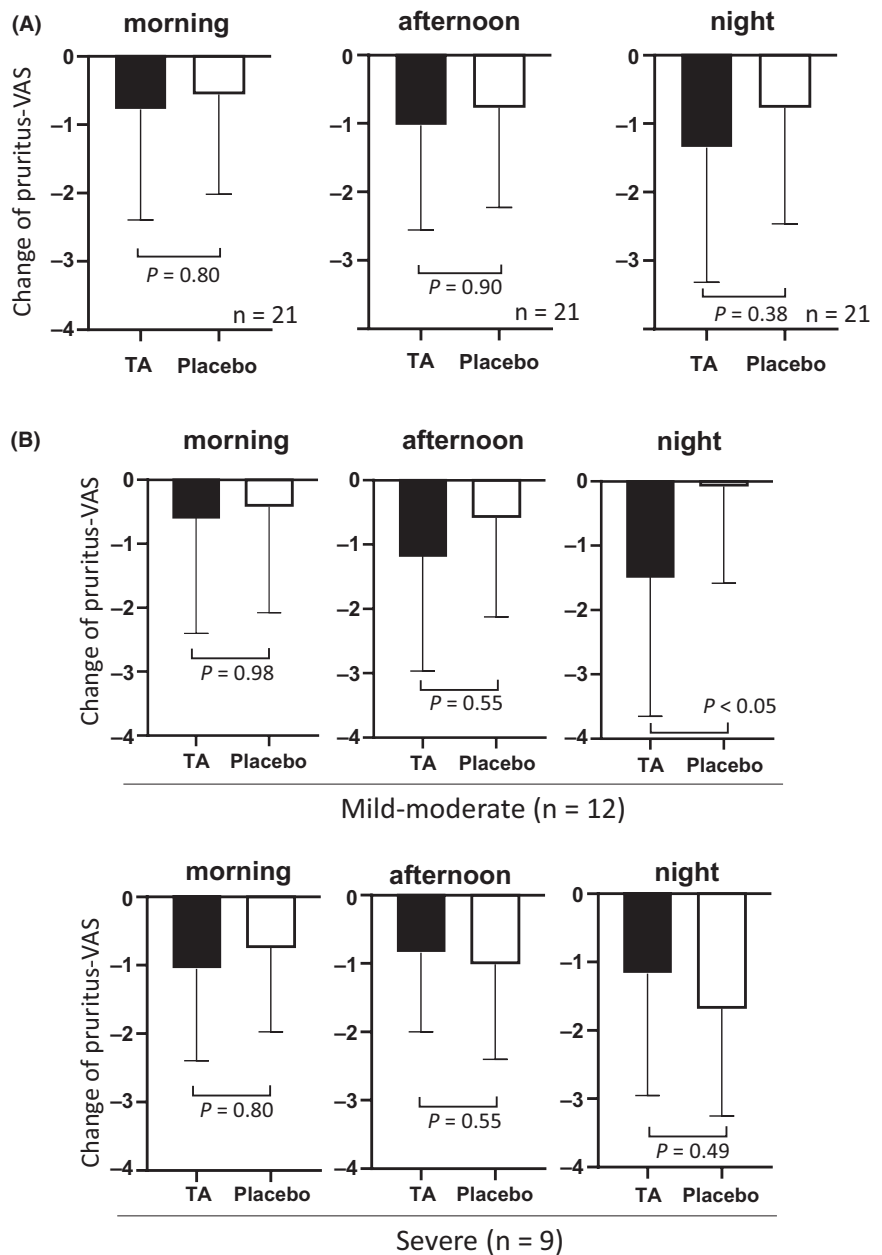 (A)
morning afternoon night
Change of pruritus-VAS
0 0 0
–1 –1 –1
–2 –2 –2
–3 –3 –3
–4
P = 0.80 P = 0.90 P = 0.38
n = 21 n = 21 n = 21
TA Placebo TA Placebo TA Placebo
(B)
morning afternoon night
Change of pruritus-VAS
0 0 0
–1 –1 –1
–2 –2 –2
–3 –3 –3
–4 –4 –4
P = 0.98 P = 0.55 P < 0.05
TA Placebo TA Placebo TA Placebo
Mild-moderate (n = 12)
morning afternoon night
Change of pruritus-VAS
0 0 0
–1 –1 –1
–2 –2 –2
–3 –3 –3
–4 –4 –4
P = 0.80 P = 0.55 P = 0.49
TA Placebo TA Placebo TA Placebo
Severe (n = 9)